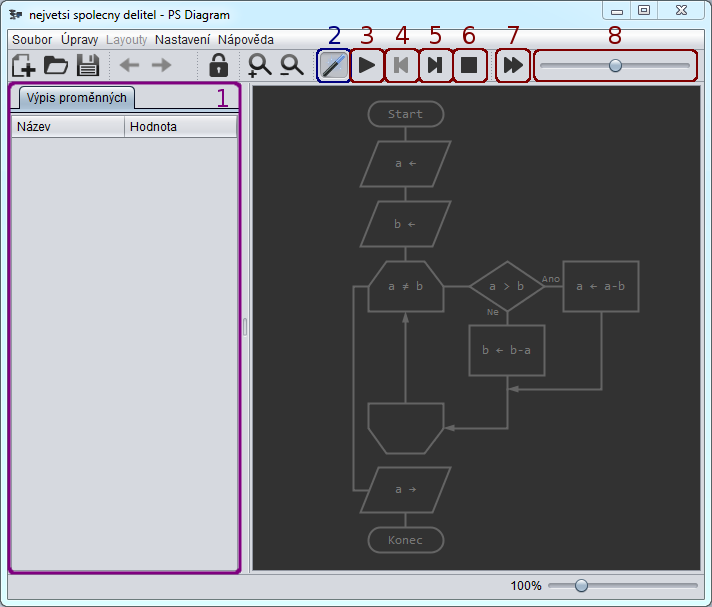 nejvetsi spolecny delitel - PS Diagram
Soubor Úpravy Layouty Nastavení Nápověda
2 3 4 5 6 7 8
Výpis proměnných 1
Název Hodnota
Start
a ←
b ←
a ≠ b
a > b
Ano
a ← a-b
Ne
b ← b-a
a →
Konec
100%